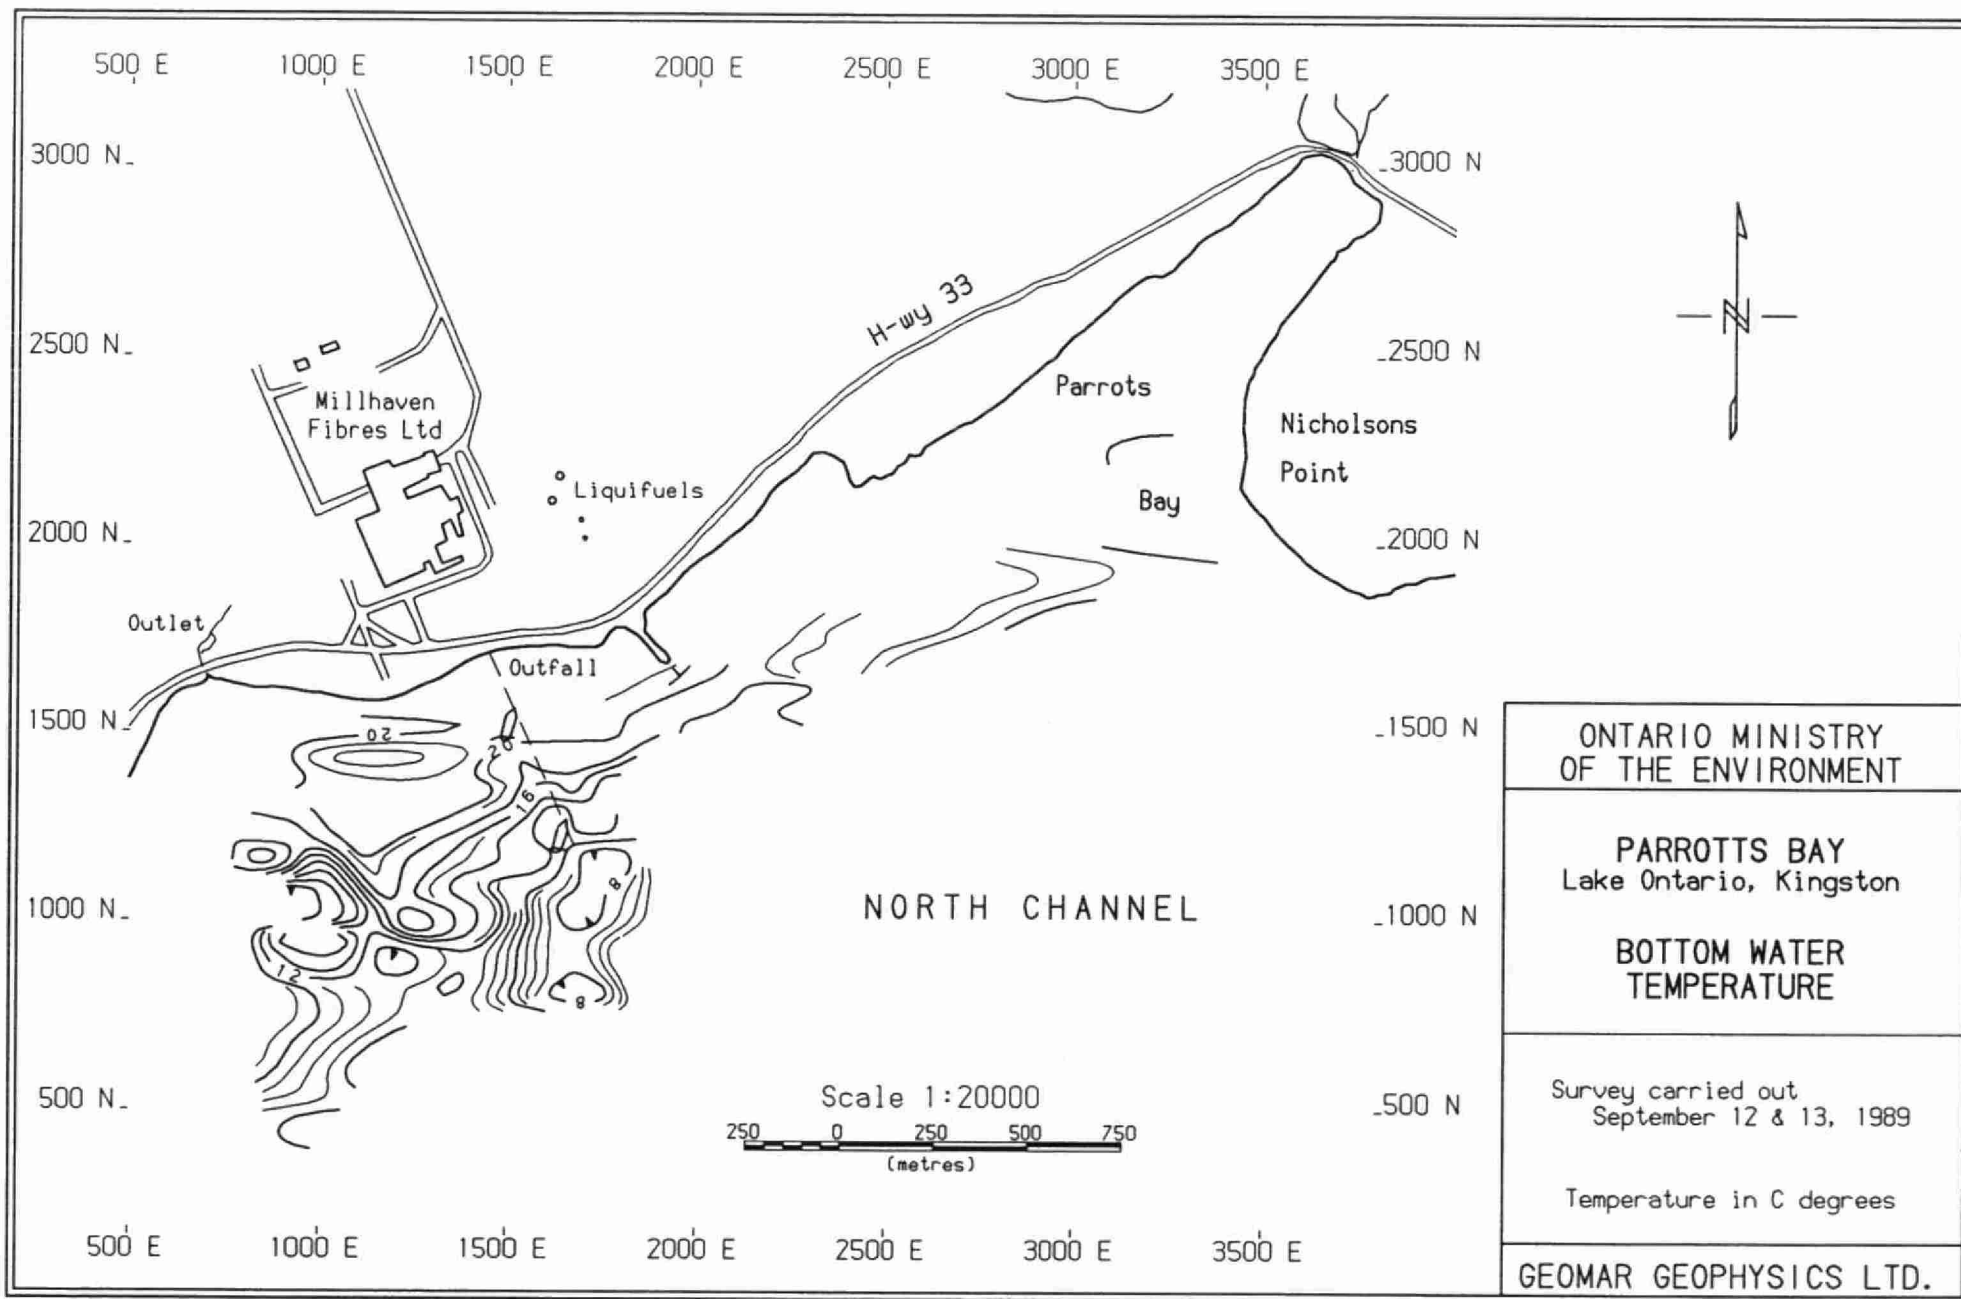 500 E 1000 E 1500 E 2000 E 2500 E 3000 E 3500 E
3000 N
3000 N
2500 N
2500 N
2000 N
2000 N
1500 N
1500 N
1000 N
1000 N
500 N
500 N
H-wy 33
Millhaven
Fibres Ltd
Liquifuels
Parrots
Bay
Nicholsons
Point
N
Outlet
Outfall
20
20
16
12
8
8
NORTH CHANNEL
Scale 1:20000
250 0 250 500 750
(metres)
500 E 1000 E 1500 E 2000 E 2500 E 3000 E 3500 E
ONTARIO MINISTRY
OF THE ENVIRONMENT
PARROTTS BAY
Lake Ontario, Kingston
BOTTOM WATER
TEMPERATURE
Survey carried out
September 12 & 13, 1989
Temperature in C degrees
GEOMAR GEOPHYSICS LTD.